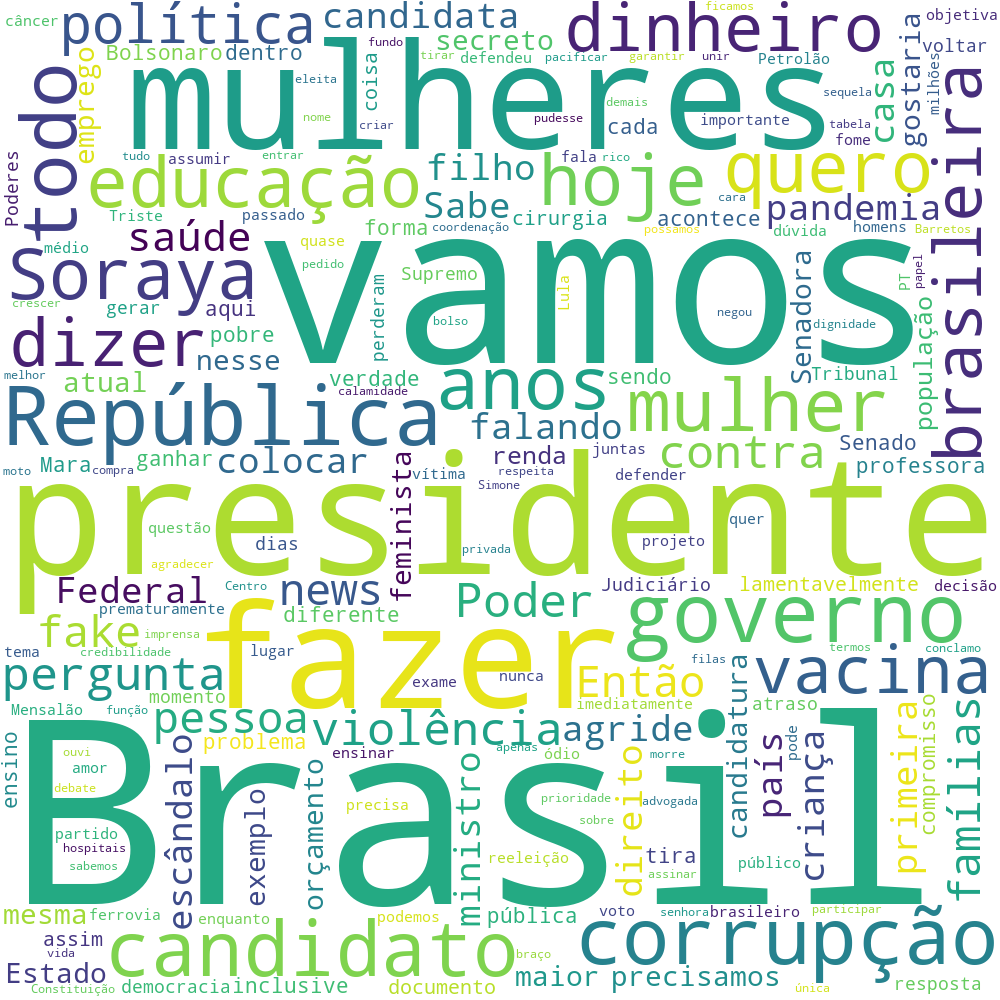 câncer
política
candidata
dinheiro
ficamos
objetiva
Bolsonaro
dentro
fundo
secreto
tirar
defendeu
pacificar
garantir
unir
Petrolão
voltar
mulheres
eleita
coisa
nome
criar
pudesse
demais
importante
sequela
tabela
fome
casa
gostaria
milhões
Stodo
emprego
tudo
assumir
entrar
cada
fala
rico
brasileira
Poderes
educação
filho
hoje
quero
cara
Triste
passado
forma
Sabe
coordenação
cirurgia
acontece
possamos
dúvida
pandemia
homens
Barretos
médio
saúde
quase
pedido
Supremo
Lula
negou
Senadora
PT
papel
Soraya
vamos
crescer
gerar
aqui
perderam
bolso
dignidade
população
dizer
pobre
nesse
melhor
atual
verdade
calamidade
anos
sendo
Tribunal
República
mulher
falando
moto
Mara
compra
ganhar
colocar
vítima
renda
respeita
Simone
juntas
defender
contra
Senado
professora
presidente
questão
agradecer
dias
feminista
privada
quer
projeto
Federal
Centro
news
prematuramente
diferente
Poder
Judiciário
lamentavelmente
decisão
governo
fake
imprensa
credibilidade
tema
lugar
fazer
termos
filas
conclamo
pergunta
momento
exame
nunca
Então
imediatamente
vacina
atraso
Mensalão
função
pessoa
violência
agride
candidatura
país
pode
primeira
compromisso
famílias
ensino
ouvi
amor
debate
problema
ensinar
apenas
ódio
morre
Brasil
escândalo
exemplo
orçamento
precisa
ministro
prioridade
sobre
direito
advogada
criança
partido
hospitais
sabemos
reeleição
tira
assinar
público
mesma
ferrovia
enquanto
podemos
pública
voto
senhora
brasileiro
participar
assim
vida
candidato
braço
corrupção
Estado
Constituição
democracia
inclusive
documento
maior
precisamos
única
resposta